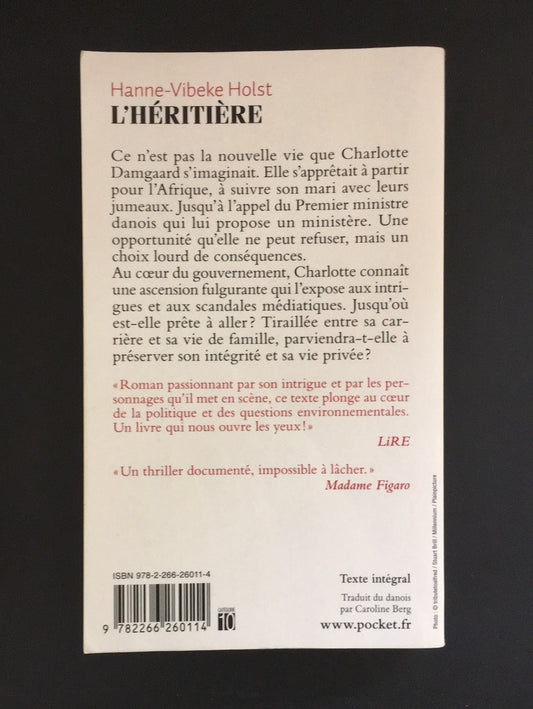 Hanne-Vibeke Holst
L'HÉRITIÈRE
Ce n'est pas la nouvelle vie que Charlotte
Damgaard s'imaginait. Elle s'apprêtait à partir
pour l'Afrique, à suivre son mari avec leurs
jumeaux. Jusqu'à l'appel du Premier ministre
danois qui lui propose un ministère. Une
opportunité qu'elle ne peut refuser, mais un
choix lourd de conséquences.
Au cœur du gouvernement, Charlotte connaît
une ascension fulgurante qui l'expose aux intri-
gues et aux scandales médiatiques. Jusqu'où
est-elle prête à aller ? Tiraillée entre sa car-
rière et sa vie de famille, parviendra-t-elle à
préserver son intégrité et sa vie privée ?
« Roman passionnant par son intrigue et par les per-
sonnages qu'il met en scène, ce texte plonge au cœur
de la politique et des questions environnementales.
Un livre qui nous ouvre les yeux ! »
LiRE
« Un thriller documenté, impossible à lâcher. »
Madame Figaro
ISBN 978-2-266-26011-4
9 782266 260114
CATÉGORIE
10
Texte intégral
Traduit du danois
par Caroline Berg
www.pocket.fr
/ Stuart Brill / Millennium / Plainpicture